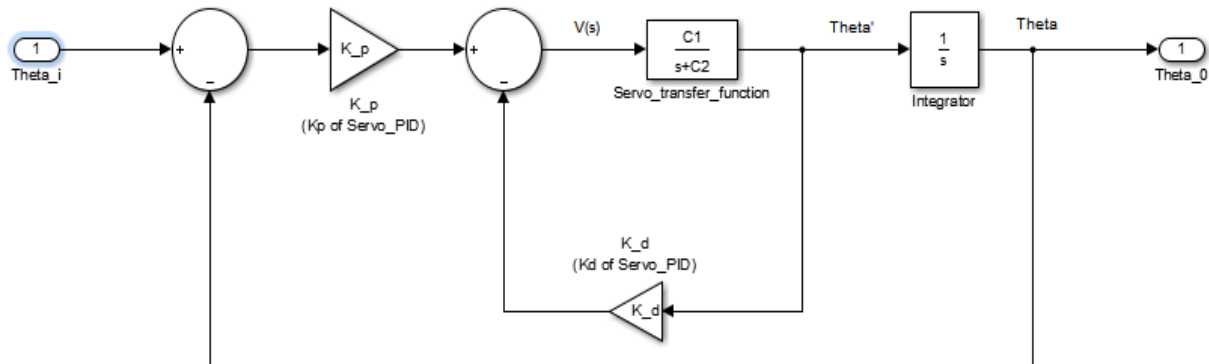 1
Theta_i
+
−
K_p
K_p
(Kp of Servo_PID)
+
−
V(s)
C1
s+C2
Servo_transfer_function
Theta'
1
s
Integrator
Theta
1
Theta_0
K_d
(Kd of Servo_PID)
K_d